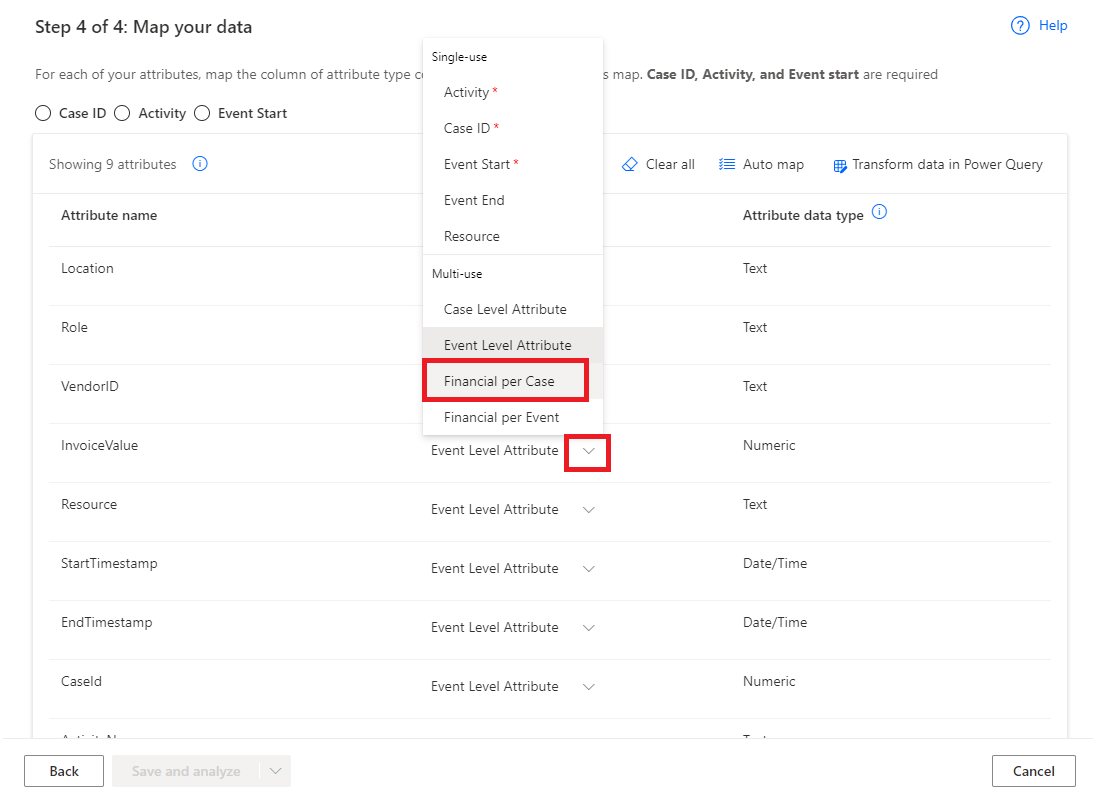 Step 4 of 4: Map your data
Help
For each of your attributes, map the column of attribute type co
s map. Case ID, Activity, and Event start are required
Case ID Activity Event Start
Single-use
Activity *
Case ID *
Event Start *
Event End
Resource
Multi-use
Case Level Attribute
Event Level Attribute
Financial per Case
Financial per Event
Showing 9 attributes
Clear all Auto map Transform data in Power Query
Attribute name Attribute data type
Location Text
Role Text
VendorID Text
InvoiceValue Event Level Attribute Numeric
Resource Event Level Attribute Text
StartTimestamp Event Level Attribute Date/Time
EndTimestamp Event Level Attribute Date/Time
CaseId Event Level Attribute Numeric
Back Save and analyze Cancel